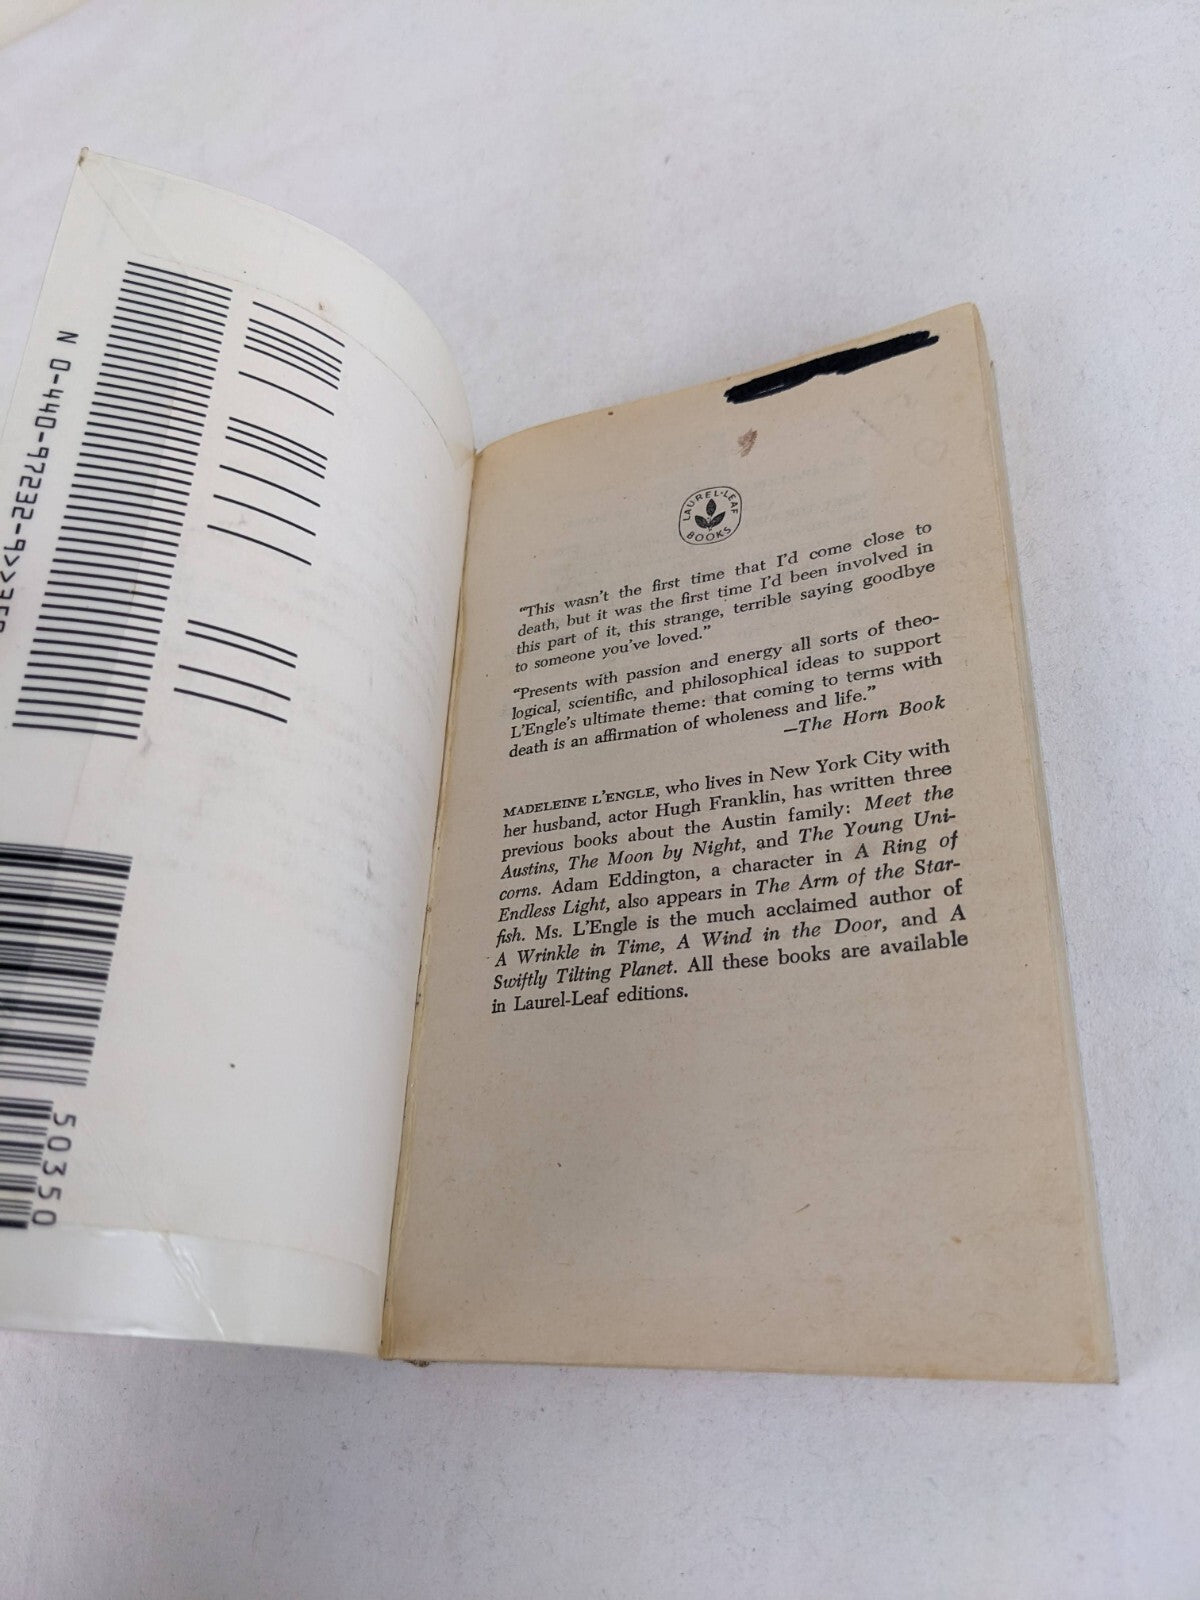 N 0-440-97232-9>>350
50350
LAUREL-LEAF
BOOKS
"This wasn't the first time that I'd come close to
death, but it was the first time I'd been involved in
this part of it, this strange, terrible saying goodbye
to someone you've loved."
"Presents with passion and energy all sorts of theo-
logical, scientific, and philosophical ideas to support
L'Engle's ultimate theme: that coming to terms with
death is an affirmation of wholeness and life."
—The Horn Book
MADELEINE L'ENGLE, who lives in New York City with
her husband, actor Hugh Franklin, has written three
previous books about the Austin family: Meet the
Austins, The Moon by Night, and The Young Uni-
corns. Adam Eddington, a character in A Ring of
Endless Light, also appears in The Arm of the Star-
fish. Ms. L'Engle is the much acclaimed author of
A Wrinkle in Time, A Wind in the Door, and A
Swiftly Tilting Planet. All these books are available
in Laurel-Leaf editions.